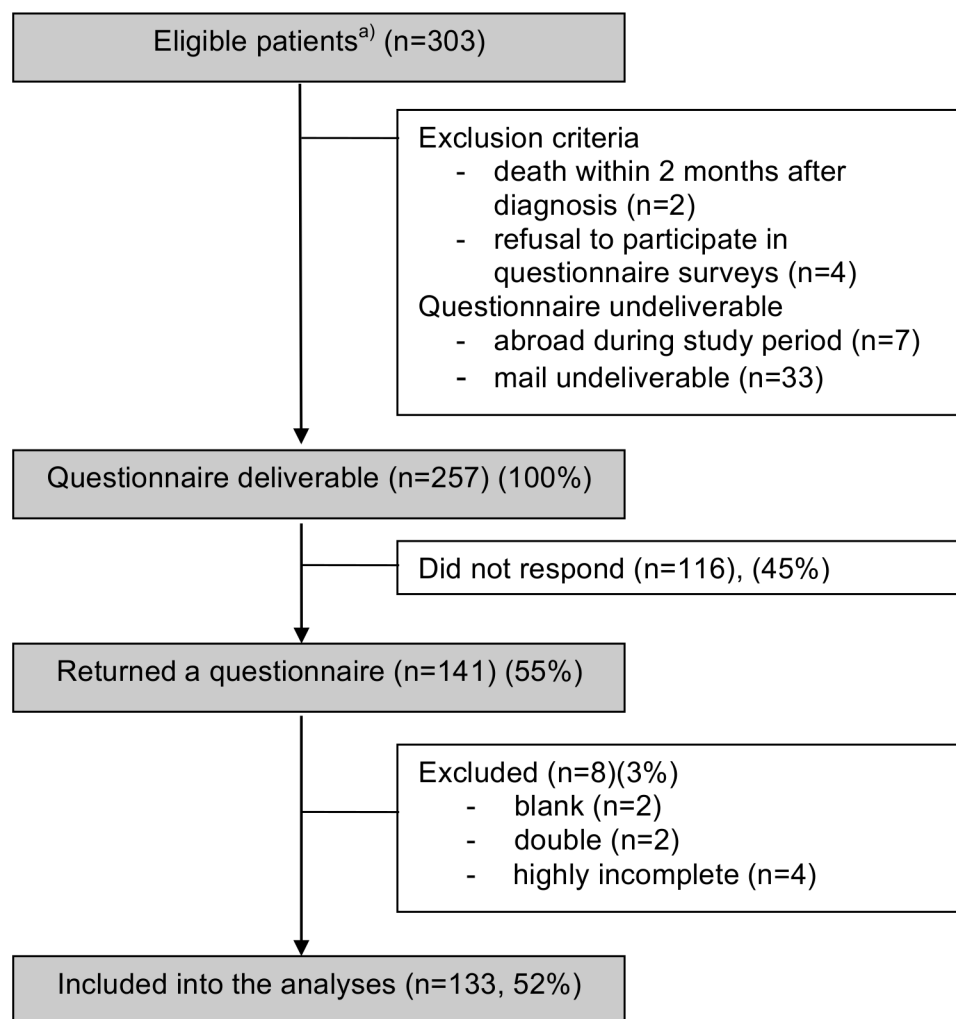 Eligible patientsᵃ⁾ (n=303)
Exclusion criteria
- death within 2 months after
diagnosis (n=2)
- refusal to participate in
questionnaire surveys (n=4)
Questionnaire undeliverable
- abroad during study period (n=7)
- mail undeliverable (n=33)
Questionnaire deliverable (n=257) (100%)
Did not respond (n=116), (45%)
Returned a questionnaire (n=141) (55%)
Excluded (n=8)(3%)
- blank (n=2)
- double (n=2)
- highly incomplete (n=4)
Included into the analyses (n=133, 52%)